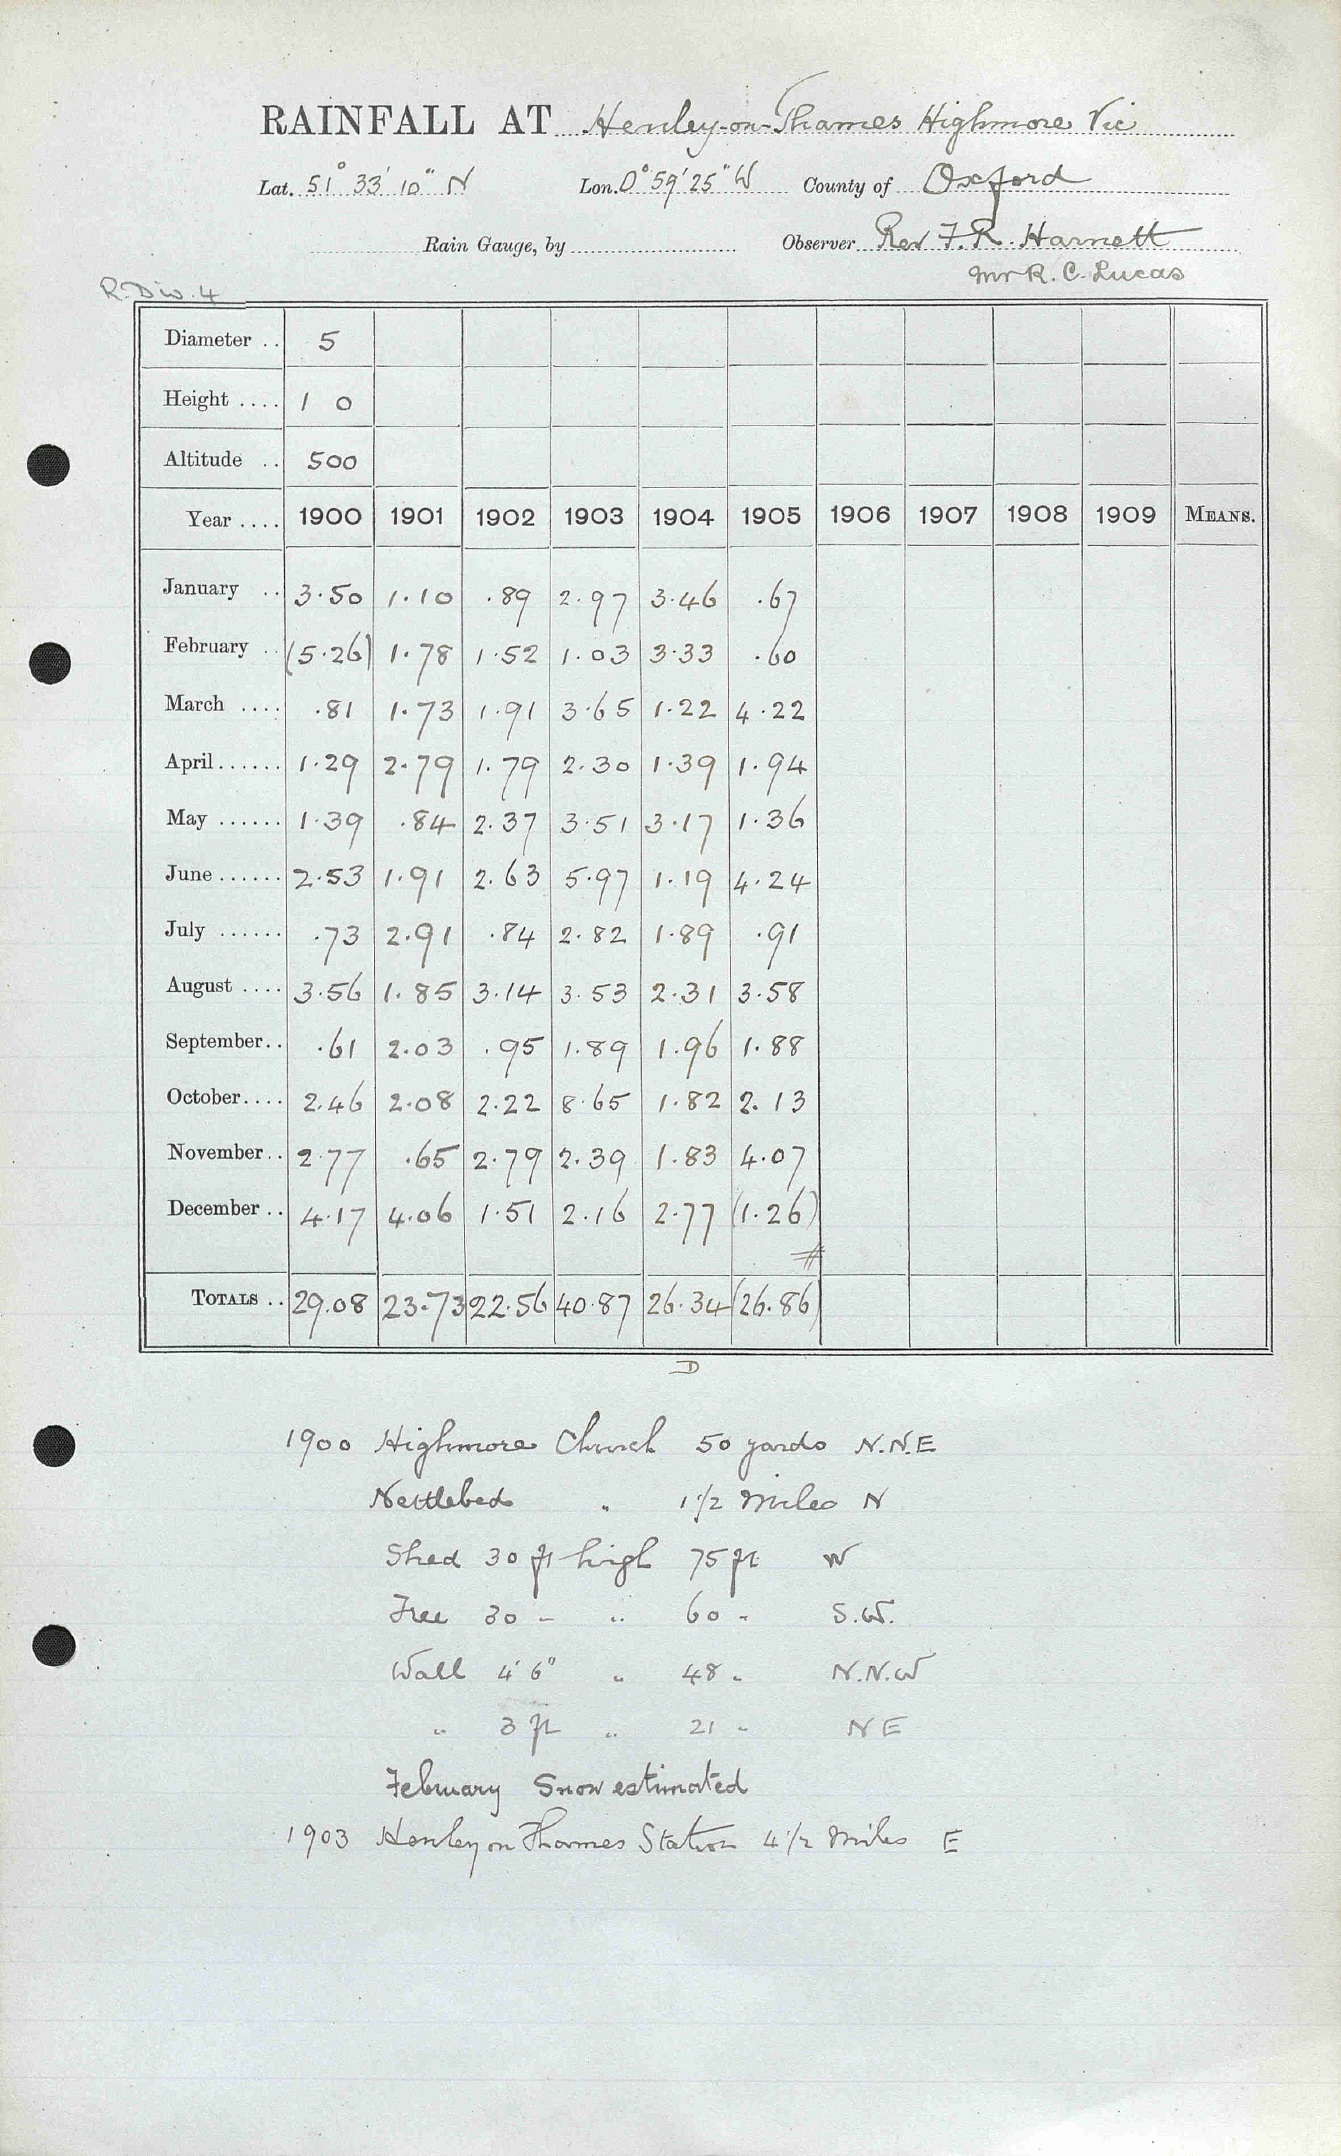 RAINFALL AT Henley-on-Thames Highmore Vic
Lat. 51° 33' 10" N Lon. 0° 59' 25" W County of Oxford
Rain Gauge, by Observer Rev F. R. Harnett
Mr R. C. Lucas
R. Div. 4
Diameter .. 5
Height .... 1 0
Altitude .. 500
Year .... 1900 1901 1902 1903 1904 1905 1906 1907 1908 1909 MEANS.
January .. 3.50 1.10 .89 2.97 3.46 .67
February .. (5.26) 1.78 1.52 1.03 3.33 .60
March .... .81 1.73 1.91 3.65 1.22 4.22
April ...... 1.29 2.79 1.79 2.30 1.39 1.94
May ...... 1.39 .84 2.37 3.51 3.17 1.36
June ...... 2.53 1.91 2.63 5.97 1.19 4.24
July ...... .73 2.91 .84 2.82 1.89 .91
August .... 3.56 1.85 3.14 3.53 2.31 3.58
September.. .61 2.03 .95 1.89 1.96 1.88
October.... 2.46 2.08 2.22 8.65 1.82 2.13
November.. 2.77 .65 2.79 2.39 1.83 4.07
December .. 4.17 4.06 1.51 2.16 2.77 (1.26)
#
TOTALS .. 29.08 23.73 22.56 40.87 26.34 (26.86)
D
1900 Highmore Church 50 yards N.N.E
Nettlebed " 1 1/2 Miles N
Shed 30 ft high 75 ft W
Tree 30 " " 60 " S.W.
Wall 4' 6" " 48 " N.N.W
" 3 ft " 21 " NE
February Snow estimated
1903 Henley on Thames Station 4 1/2 Miles E